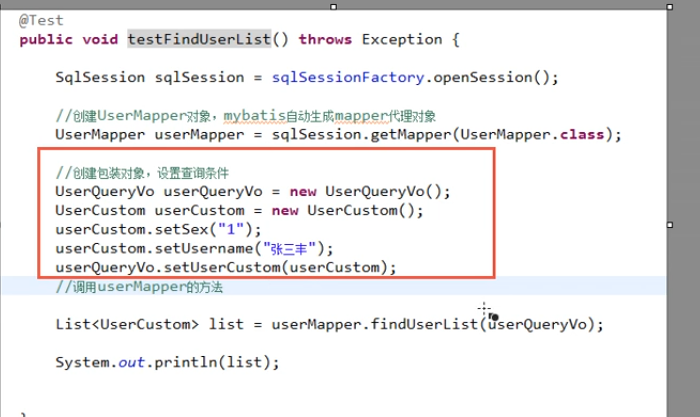 @Test
public void testFindUserList() throws Exception {
SqlSession sqlSession = sqlSessionFactory.openSession();
//创建UserMapper对象，mybatis自动生成mapper代理对象
UserMapper userMapper = sqlSession.getMapper(UserMapper.class);
//创建包装对象，设置查询条件
UserQueryVo userQueryVo = new UserQueryVo();
UserCustom userCustom = new UserCustom();
userCustom.setSex("1");
userCustom.setUsername("张三丰");
userQueryVo.setUserCustom(userCustom);
//调用userMapper的方法
List<UserCustom> list = userMapper.findUserList(userQueryVo);
System.out.println(list);
}